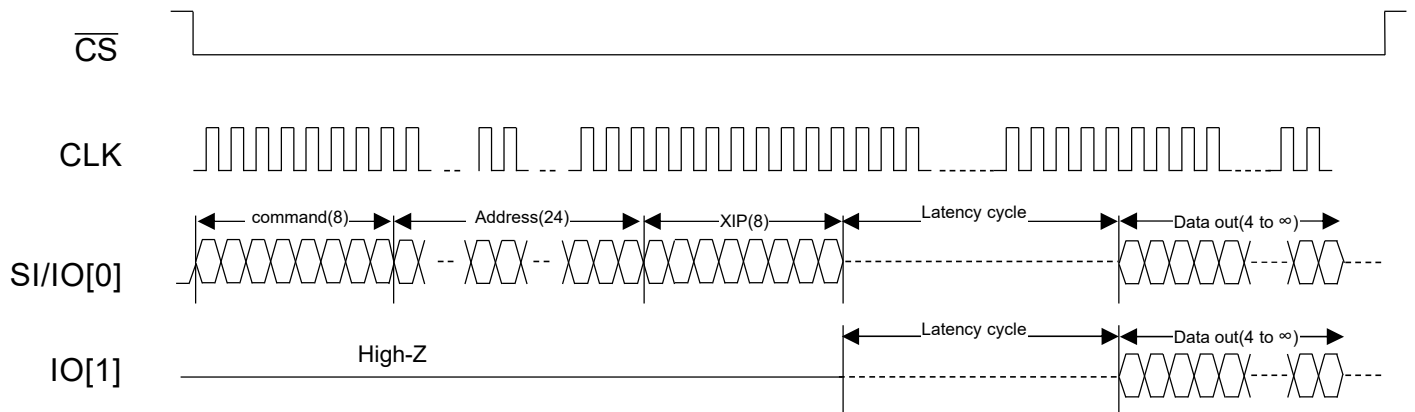 CS
CLK
command(8) Address(24) XIP(8) Latency cycle Data out(4 to ∞)
SI/IO[0]
Latency cycle Data out(4 to ∞)
High-Z
IO[1]